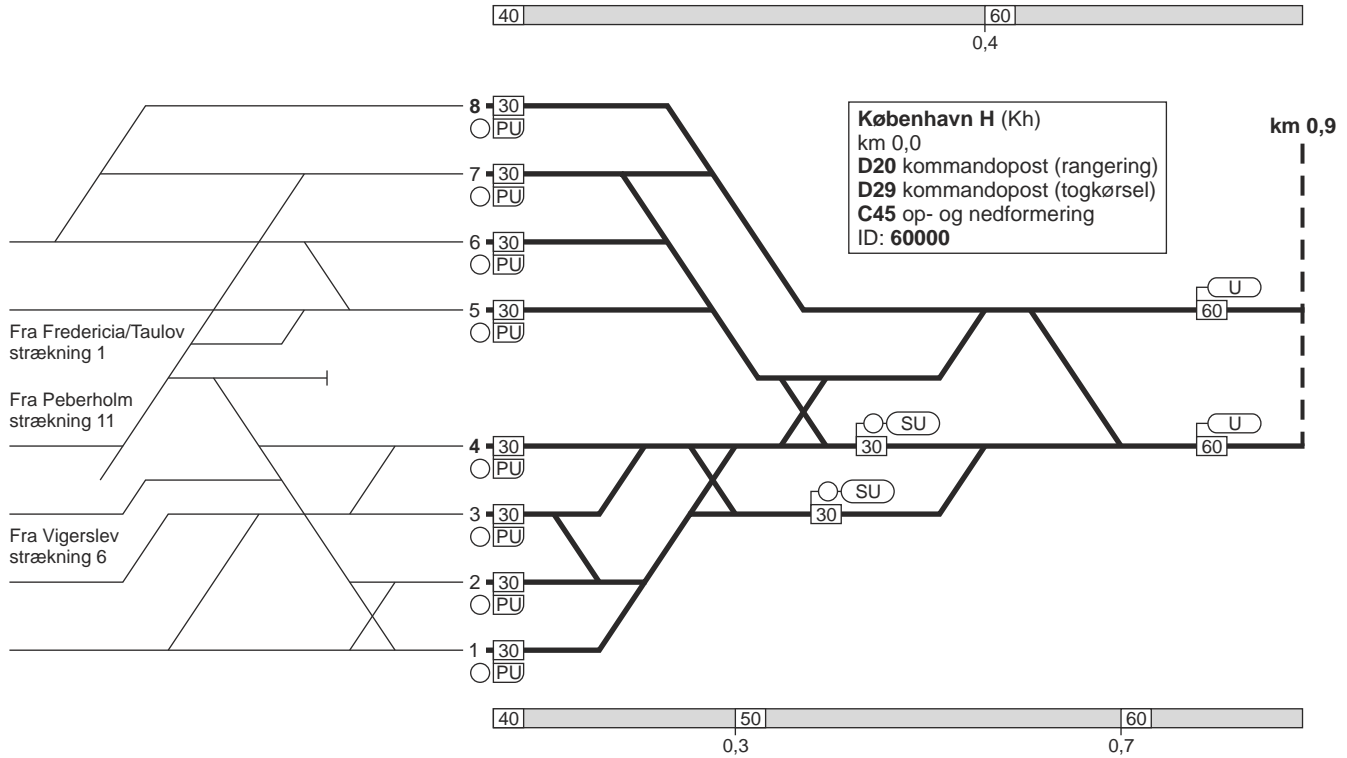 40
60
0,4
8
30
PU
København H (Kh)
km 0,0
D20 kommandopost (rangering)
D29 kommandopost (togkørsel)
C45 op- og nedformering
ID: 60000
km 0,9
7
30
PU
6
30
PU
5
30
PU
U
60
Fra Fredericia/Taulov
strækning 1
Fra Peberholm
strækning 11
4
30
PU
SU
30
U
60
3
30
PU
SU
30
Fra Vigerslev
strækning 6
2
30
PU
1
30
PU
40
50
60
0,3
0,7